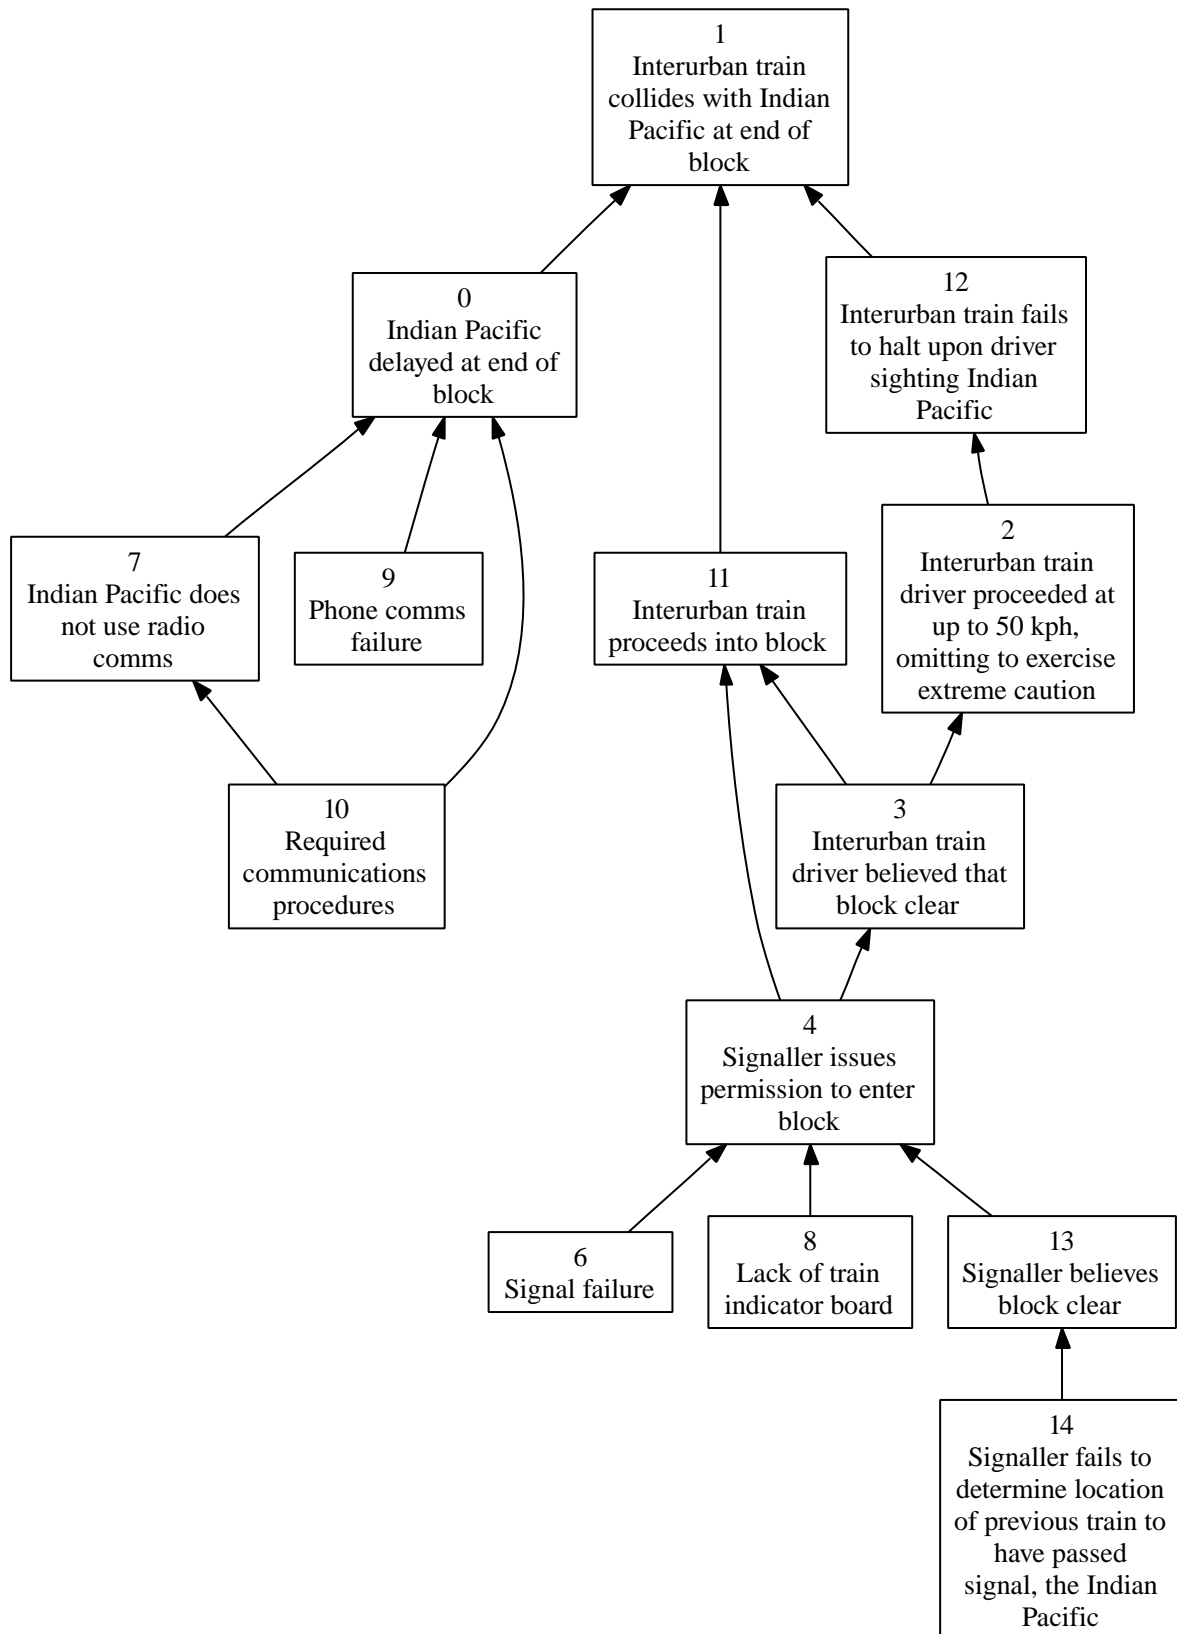 1
Interurban train
collides with Indian
Pacific at end of
block
0
Indian Pacific
delayed at end of
block
12
Interurban train fails
to halt upon driver
sighting Indian
Pacific
7
Indian Pacific does
not use radio
comms
9
Phone comms
failure
11
Interurban train
proceeds into block
2
Interurban train
driver proceeded at
up to 50 kph,
omitting to exercise
extreme caution
10
Required
communications
procedures
3
Interurban train
driver believed that
block clear
4
Signaller issues
permission to enter
block
6
Signal failure
8
Lack of train
indicator board
13
Signaller believes
block clear
14
Signaller fails to
determine location
of previous train to
have passed
signal, the Indian
Pacific